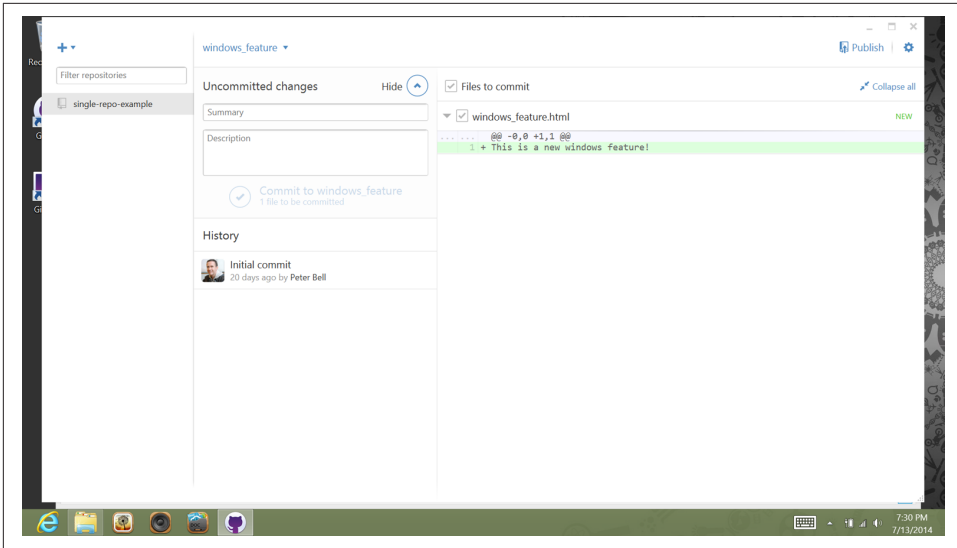 Rec
G
Gi
windows_feature
Publish
Filter repositories
single-repo-example
Uncommitted changes
Hide
Summary
Description
Commit to windows_feature
1 file to be committed
History
Initial commit
20 days ago by Peter Bell
Files to commit
Collapse all
windows_feature.html
NEW
... ... @@ -0,0 +1,1 @@
1 + This is a new windows feature!
7:30 PM
7/13/2014